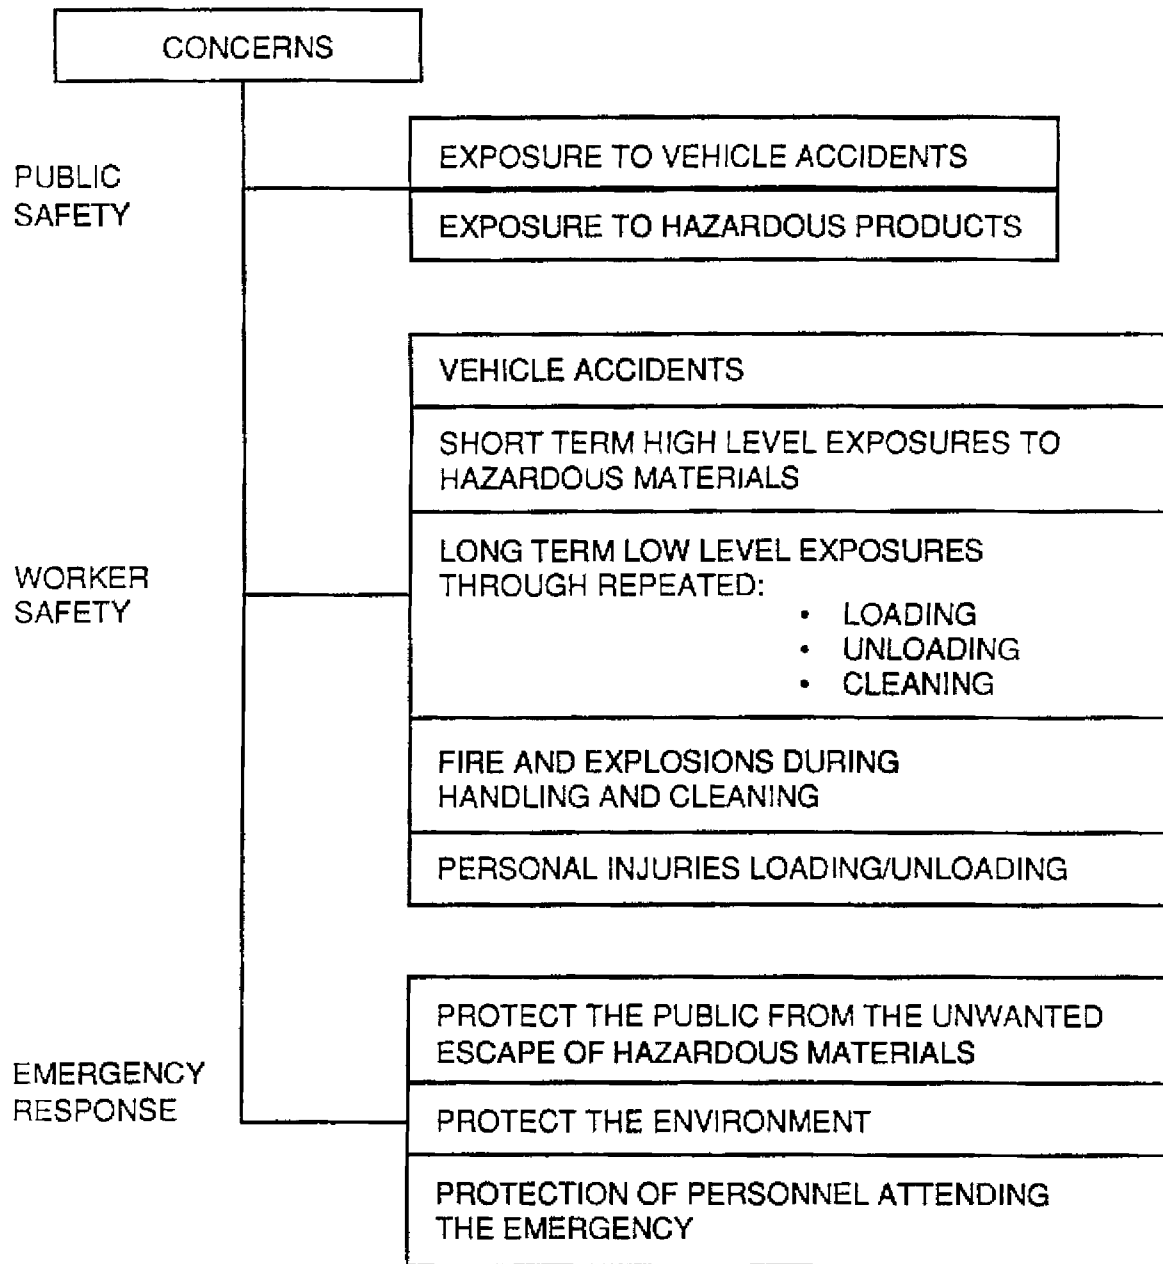 CONCERNS
PUBLIC
SAFETY
EXPOSURE TO VEHICLE ACCIDENTS
EXPOSURE TO HAZARDOUS PRODUCTS
WORKER
SAFETY
VEHICLE ACCIDENTS
SHORT TERM HIGH LEVEL EXPOSURES TO
HAZARDOUS MATERIALS
LONG TERM LOW LEVEL EXPOSURES
THROUGH REPEATED:
• LOADING
• UNLOADING
• CLEANING
FIRE AND EXPLOSIONS DURING
HANDLING AND CLEANING
PERSONAL INJURIES LOADING/UNLOADING
EMERGENCY
RESPONSE
PROTECT THE PUBLIC FROM THE UNWANTED
ESCAPE OF HAZARDOUS MATERIALS
PROTECT THE ENVIRONMENT
PROTECTION OF PERSONNEL ATTENDING
THE EMERGENCY